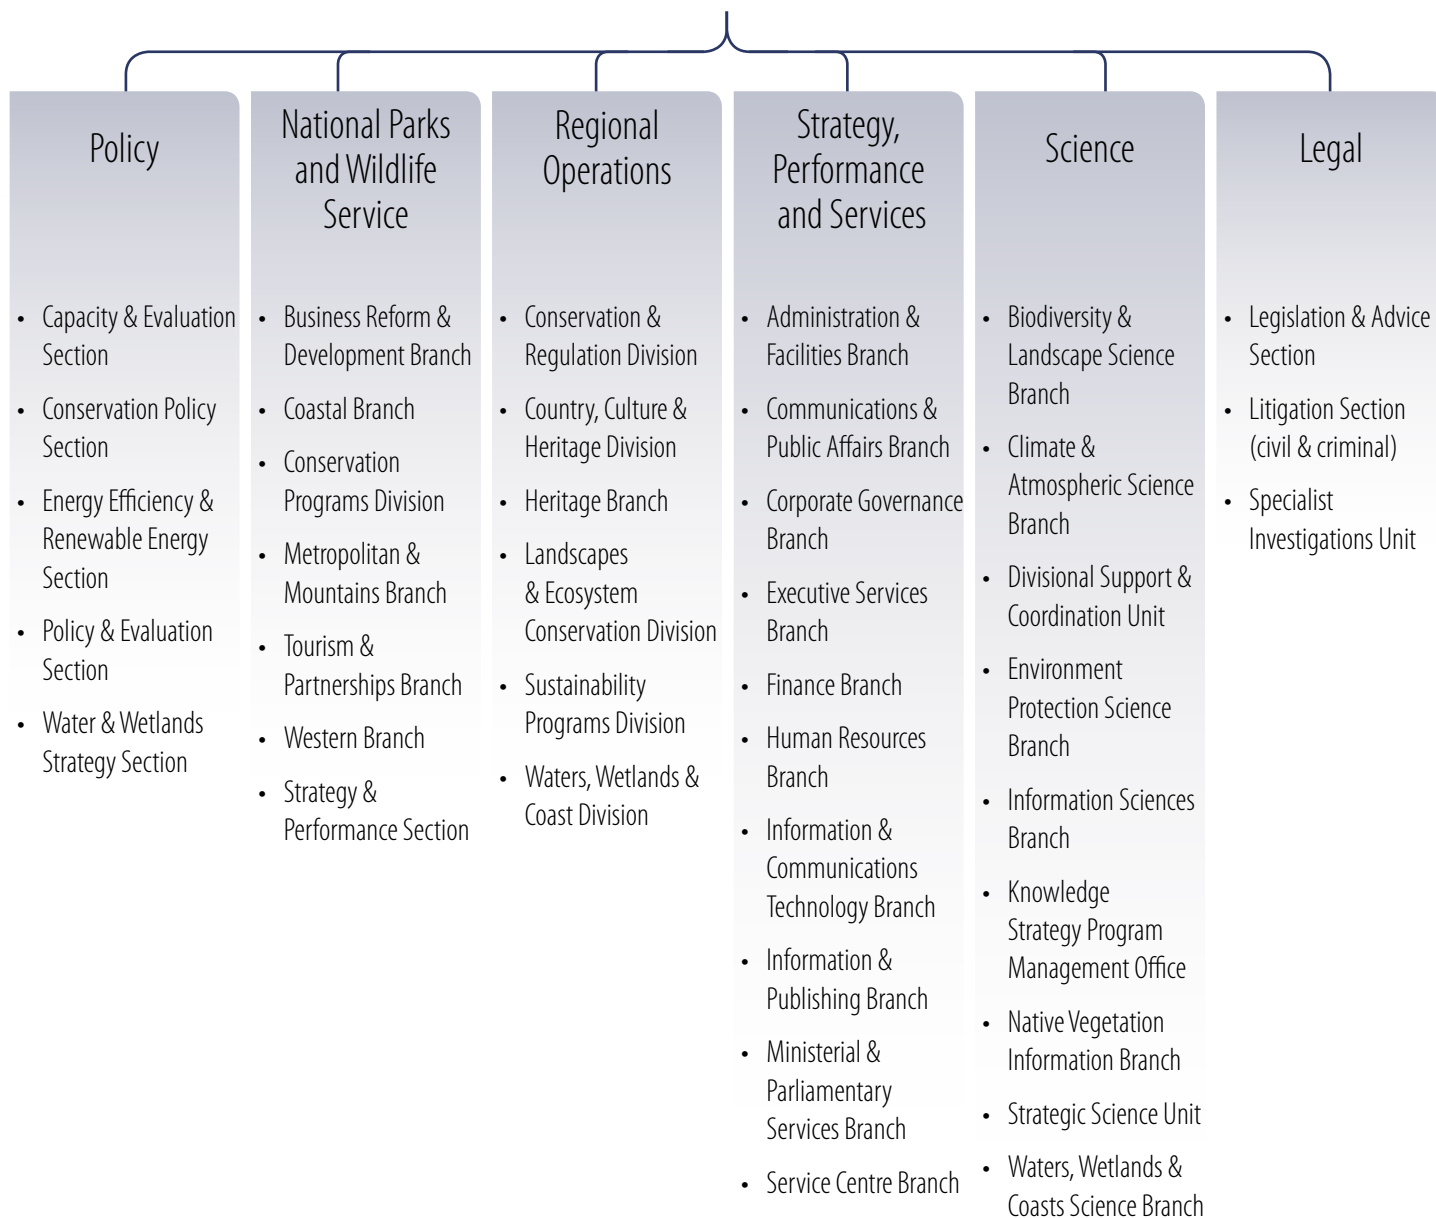 Policy
• Capacity & Evaluation
Section
• Conservation Policy
Section
• Energy Efficiency &
Renewable Energy
Section
• Policy & Evaluation
Section
• Water & Wetlands
Strategy Section
National Parks
and Wildlife
Service
• Business Reform &
Development Branch
• Coastal Branch
• Conservation
Programs Division
• Metropolitan &
Mountains Branch
• Tourism &
Partnerships Branch
• Western Branch
• Strategy &
Performance Section
Regional
Operations
• Conservation &
Regulation Division
• Country, Culture &
Heritage Division
• Heritage Branch
• Landscapes
& Ecosystem
Conservation Division
• Sustainability
Programs Division
• Waters, Wetlands &
Coast Division
Strategy,
Performance
and Services
• Administration &
Facilities Branch
• Communications &
Public Affairs Branch
• Corporate Governance
Branch
• Executive Services
Branch
• Finance Branch
• Human Resources
Branch
• Information &
Communications
Technology Branch
• Information &
Publishing Branch
• Ministerial &
Parliamentary
Services Branch
• Service Centre Branch
Science
• Biodiversity &
Landscape Science
Branch
• Climate &
Atmospheric Science
Branch
• Divisional Support &
Coordination Unit
• Environment
Protection Science
Branch
• Information Sciences
Branch
• Knowledge
Strategy Program
Management Office
• Native Vegetation
Information Branch
• Strategic Science Unit
• Waters, Wetlands &
Coasts Science Branch
Legal
• Legislation & Advice
Section
• Litigation Section
(civil & criminal)
• Specialist
Investigations Unit